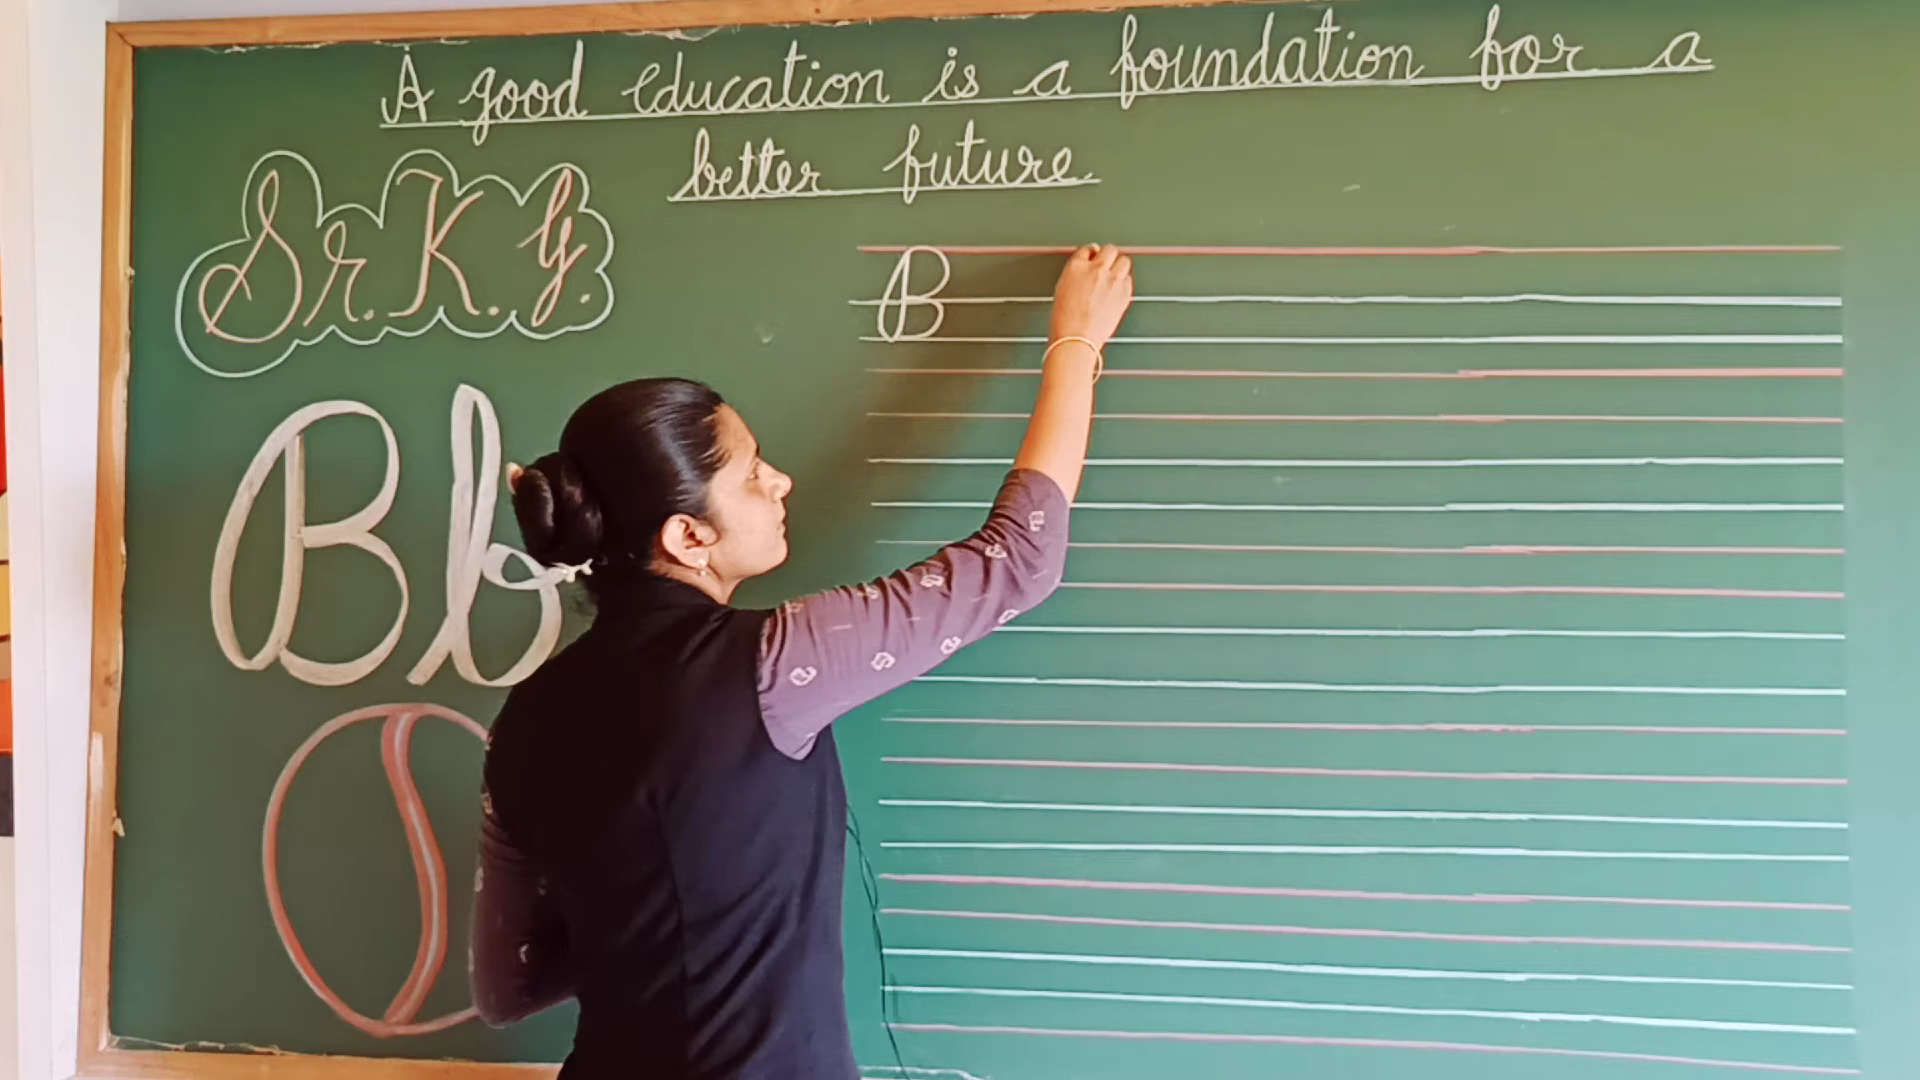 A good education is a foundation for a
better future.
Sr. K. G.
B
Bb